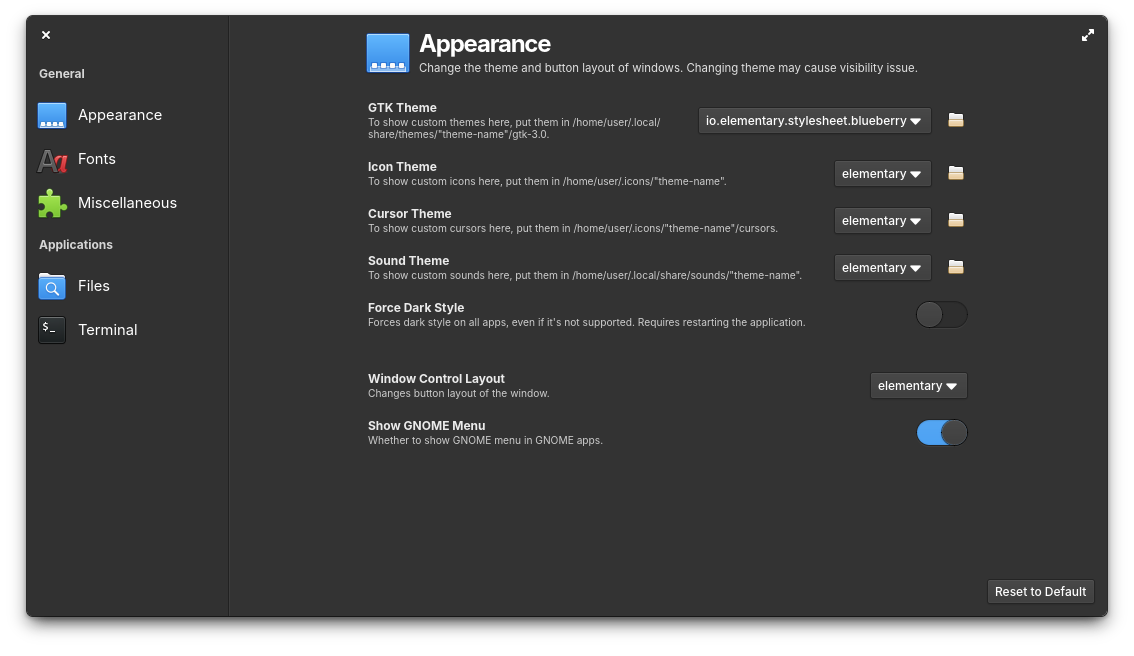 General
Appearance
Fonts
Miscellaneous
Applications
Files
$_
Terminal
Appearance
Change the theme and button layout of windows. Changing theme may cause visibility issue.
GTK Theme
To show custom themes here, put them in /home/user/.local/
share/themes/"theme-name"/gtk-3.0.
io.elementary.stylesheet.blueberry
Icon Theme
To show custom icons here, put them in /home/user/.icons/"theme-name".
elementary
Cursor Theme
To show custom cursors here, put them in /home/user/.icons/"theme-name"/cursors.
elementary
Sound Theme
To show custom sounds here, put them in /home/user/.local/share/sounds/"theme-name".
elementary
Force Dark Style
Forces dark style on all apps, even if it's not supported. Requires restarting the application.
Window Control Layout
Changes button layout of the window.
elementary
Show GNOME Menu
Whether to show GNOME menu in GNOME apps.
Reset to Default